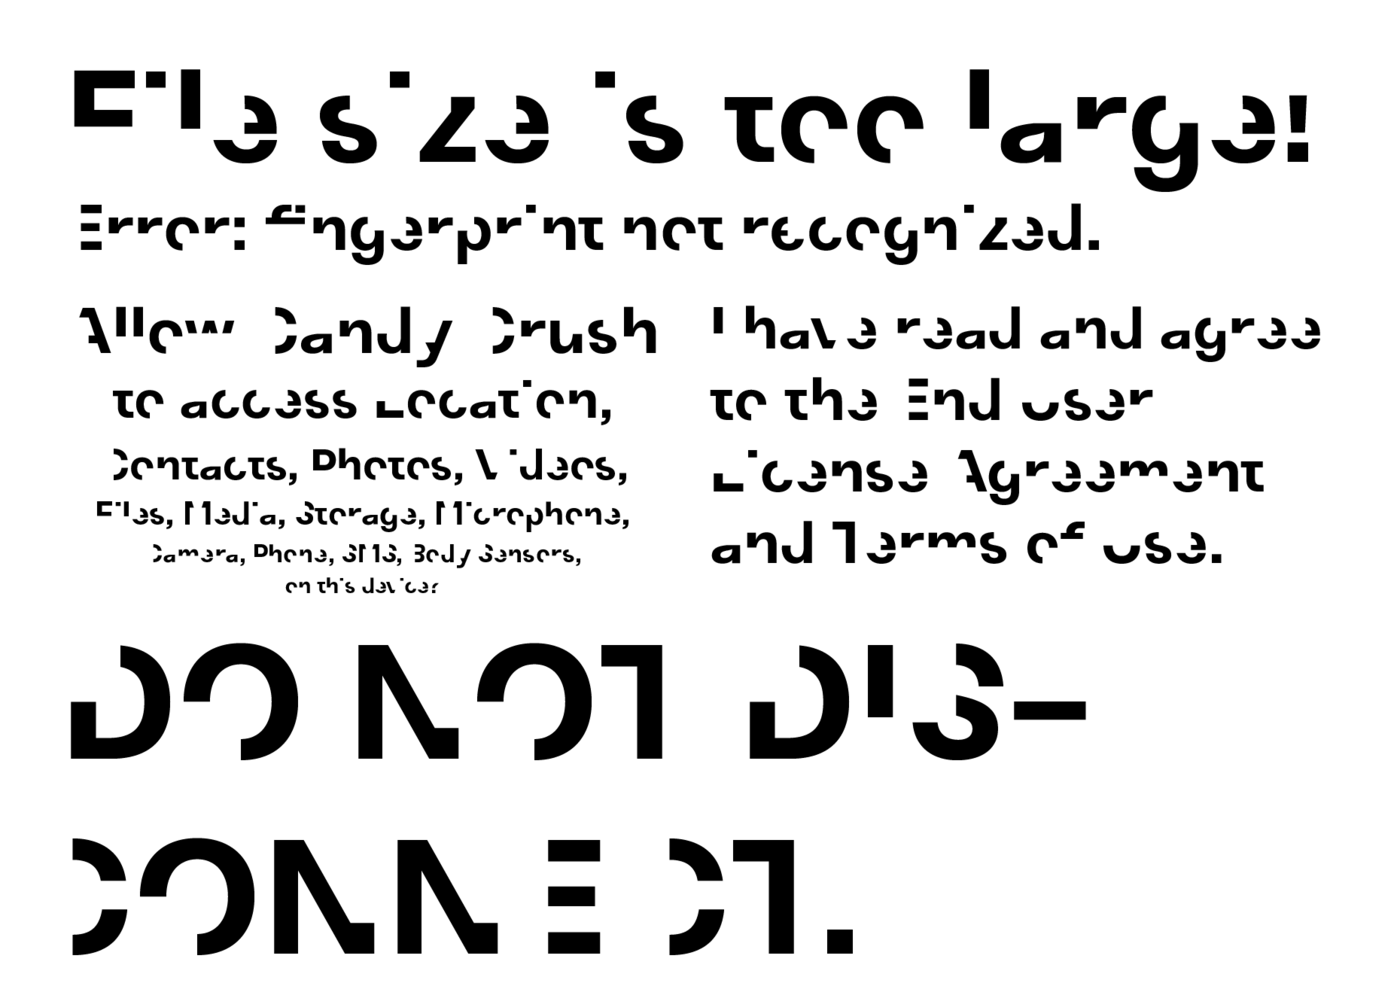 File size is too large!
Error: fingerprint not recognized.
Allow Candy Crush
to access Location,
Contacts, Photos, Videos,
Files, Media, Storage, Microphone,
Camera, Phone, SMS, Body Sensors,
on this device?
I have read and agree
to the End User
License Agreement
and Terms of Use.
DO NOT DIS-
CONNECT.